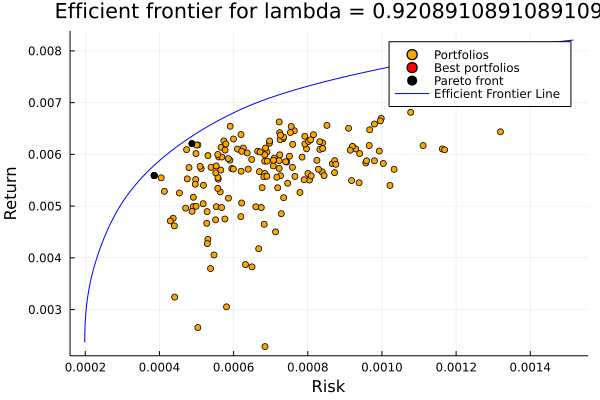 Efficient frontier for lambda = 0.9208910891089109
Portfolios
Best portfolios
Pareto front
Efficient Frontier Line
0.008
0.007
0.006
0.005
0.004
0.003
Return
0.0002 0.0004 0.0006 0.0008 0.0010 0.0012 0.0014
Risk